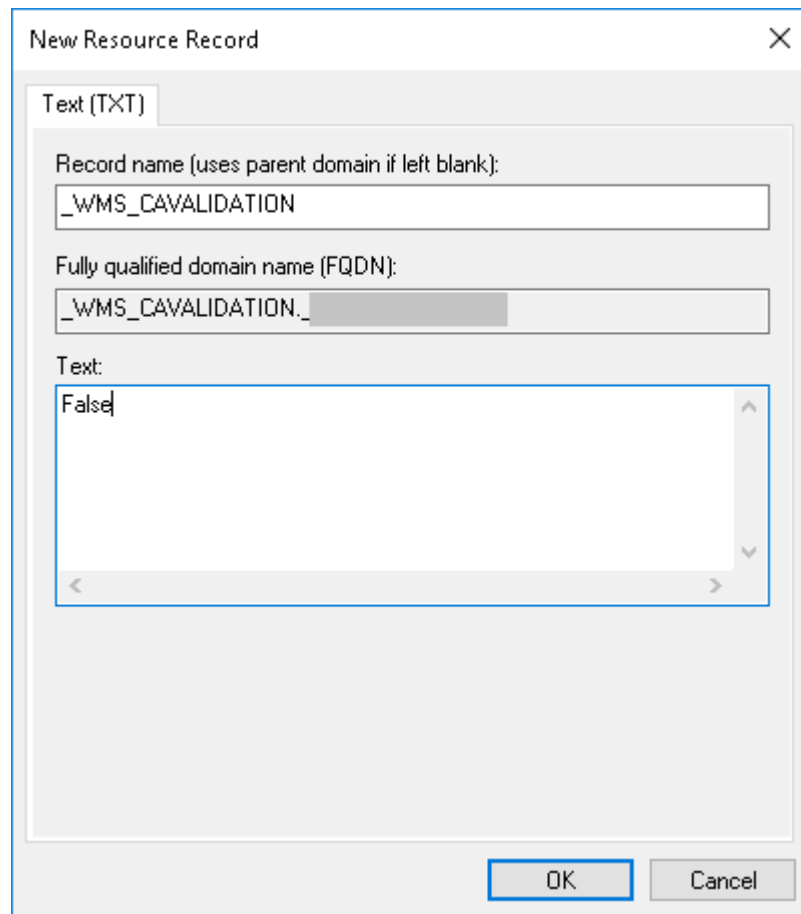 New Resource Record
Text (TXT)
Record name (uses parent domain if left blank):
_WMS_CAVALIDATION
Fully qualified domain name (FQDN):
_WMS_CAVALIDATION._
Text:
False
OK
Cancel